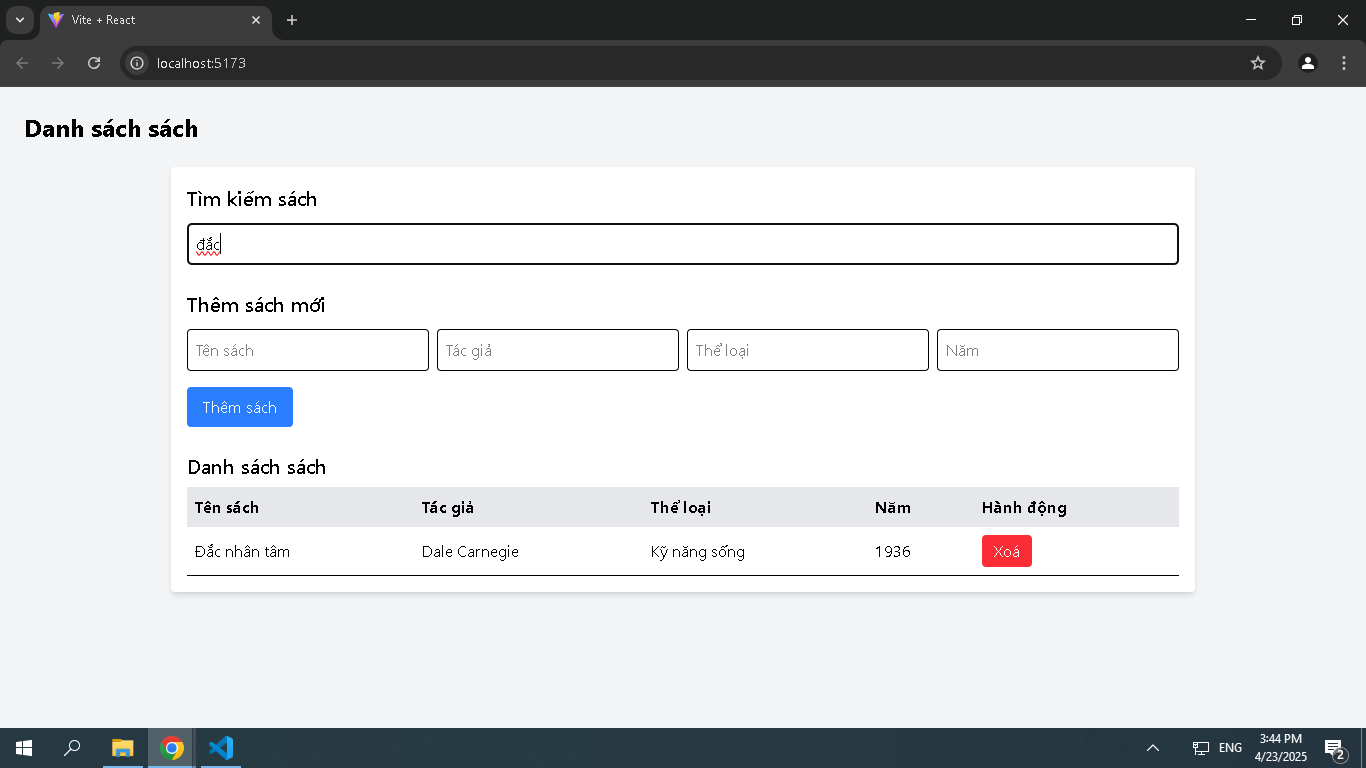 Vite + React
localhost:5173
Danh sách sách
Tìm kiếm sách
đắc
Thêm sách mới
Tên sách Tác giả Thể loại Năm
Thêm sách
Danh sách sách
Tên sách Tác giả Thể loại Năm Hành động
Đắc nhân tâm Dale Carnegie Kỹ năng sống 1936 Xoá
ENG
3:44 PM
4/23/2025
2